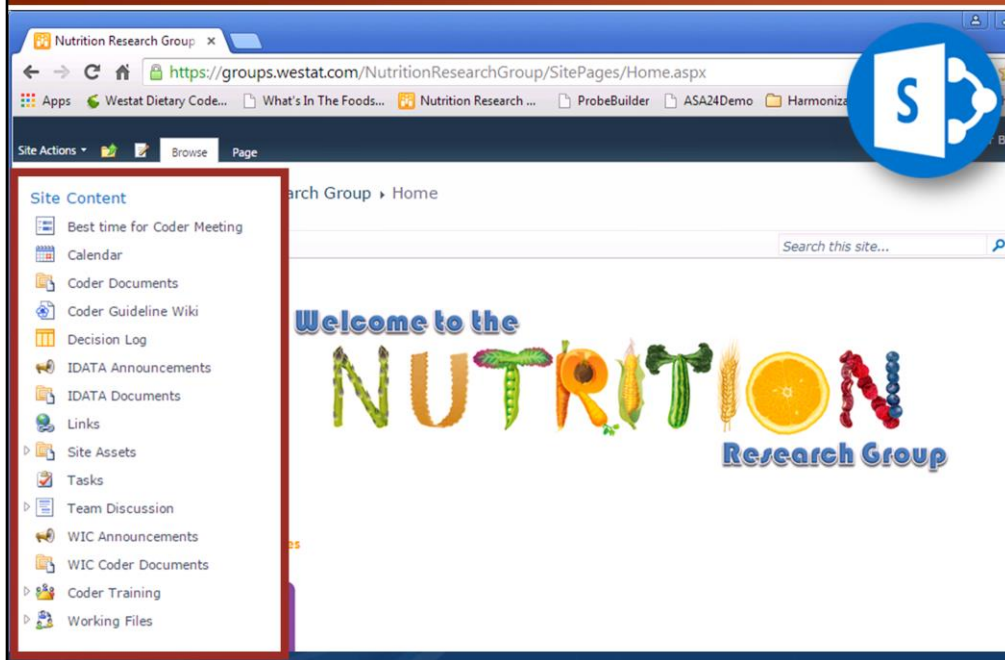 Nutrition Research Group
https://groups.westat.com/NutritionResearchGroup/SitePages/Home.aspx
Apps Westat Dietary Code... What's In The Foods... Nutrition Research ... ProbeBuilder ASA24Demo
Site Actions Browse Page
Site Content
Group › Home
Best time for Coder Meeting
Calendar
Search this site...
Coder Documents
Coder Guideline Wiki
Decision Log
IDATA Announcements
IDATA Documents
Links
Site Assets
Tasks
Team Discussion
WIC Announcements
WIC Coder Documents
Coder Training
Working Files
Welcome to the
NUTRITION
Research Group
S